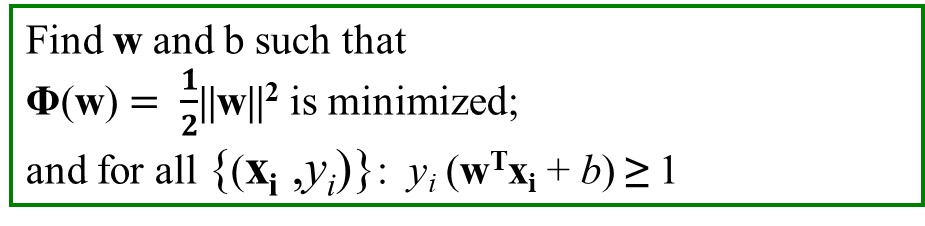 Find w and b such that
Φ(w) = ½||w||² is minimized;
and for all {(xᵢ ,yᵢ)}: yᵢ (wᵀxᵢ + b) ≥ 1